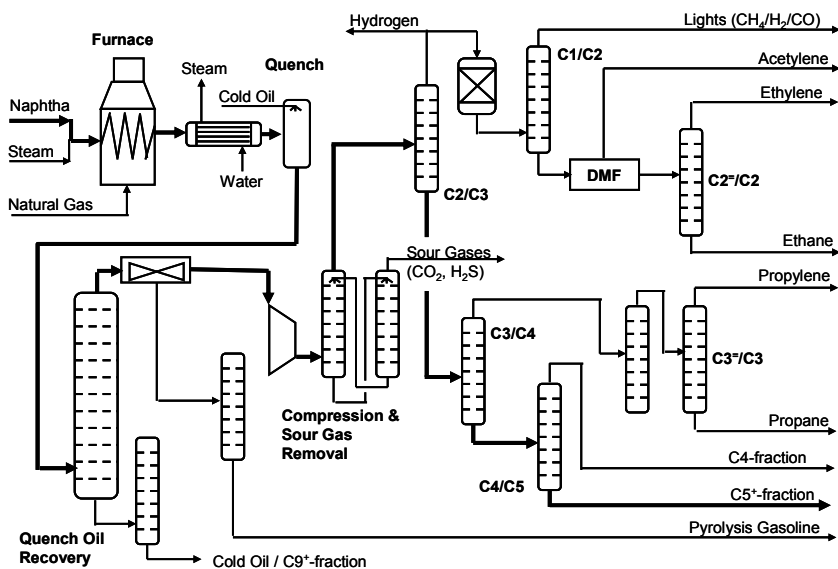 Hydrogen
Lights (CH₄/H₂/CO)
Furnace
C1/C2
Acetylene
Steam
Quench
Cold Oil
Ethylene
Naphtha
Steam
DMF
Water
C2/C3
C2⁼/C2
Natural Gas
Sour Gases
(CO₂, H₂S)
Ethane
Propylene
C3/C4
C3⁼/C3
Compression &
Sour Gas
Removal
Propane
C4-fraction
C4/C5
C5⁺-fraction
Quench Oil
Recovery
Pyrolysis Gasoline
Cold Oil / C9⁺-fraction